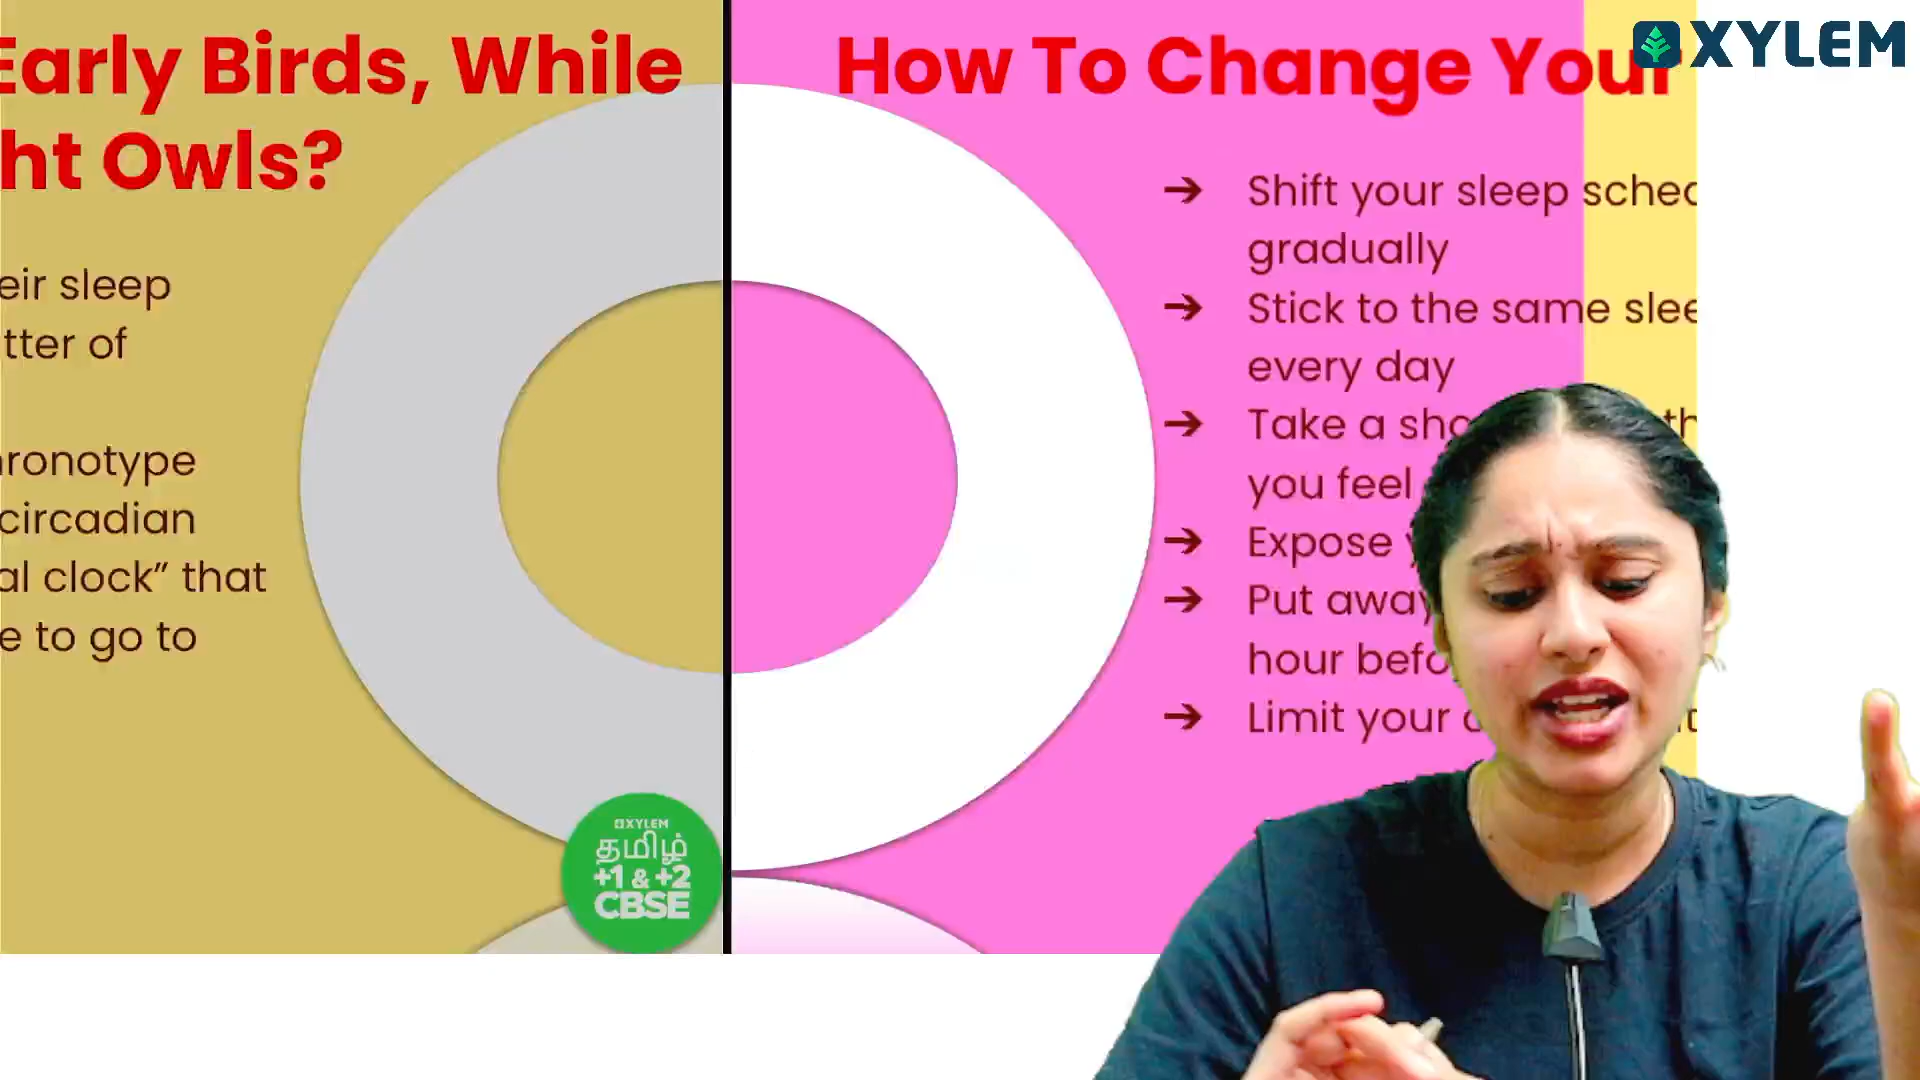 Early Birds, While
ht Owls?
eir sleep
tter of
ronotype
circadian
al clock” that
e to go to
XYLEM
தமிழ்
+1 & +2
CBSE
How To Change Your
➔ Shift your sleep sched
gradually
➔ Stick to the same slee
every day
➔ Take a sho
you feel
➔ Expose
➔ Put away
hour befo
➔ Limit your
XYLEM